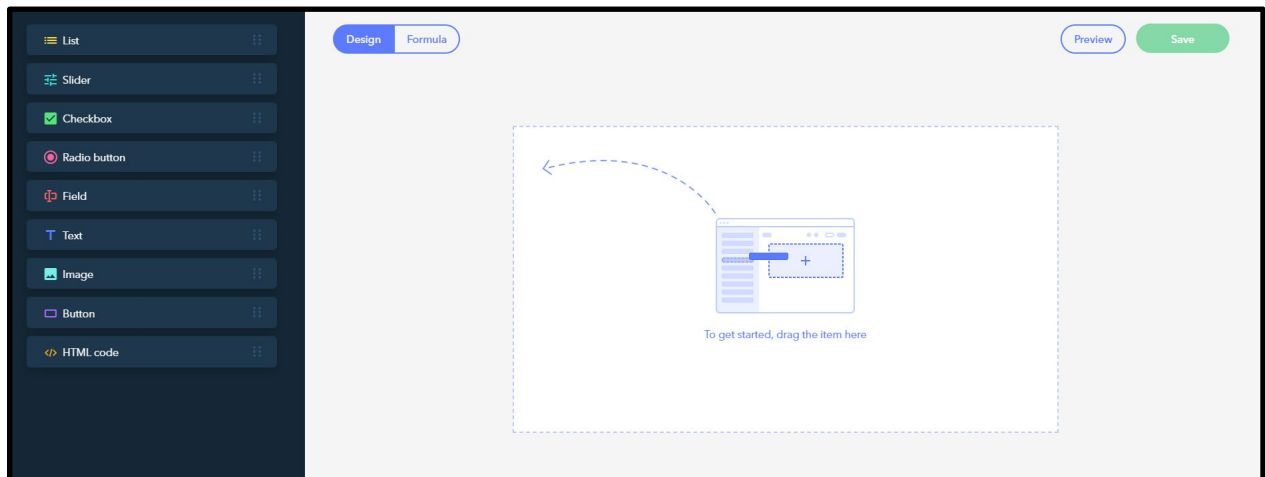 List
Slider
Checkbox
Radio button
Field
Text
Image
Button
HTML code
Design Formula
Preview Save
To get started, drag the item here